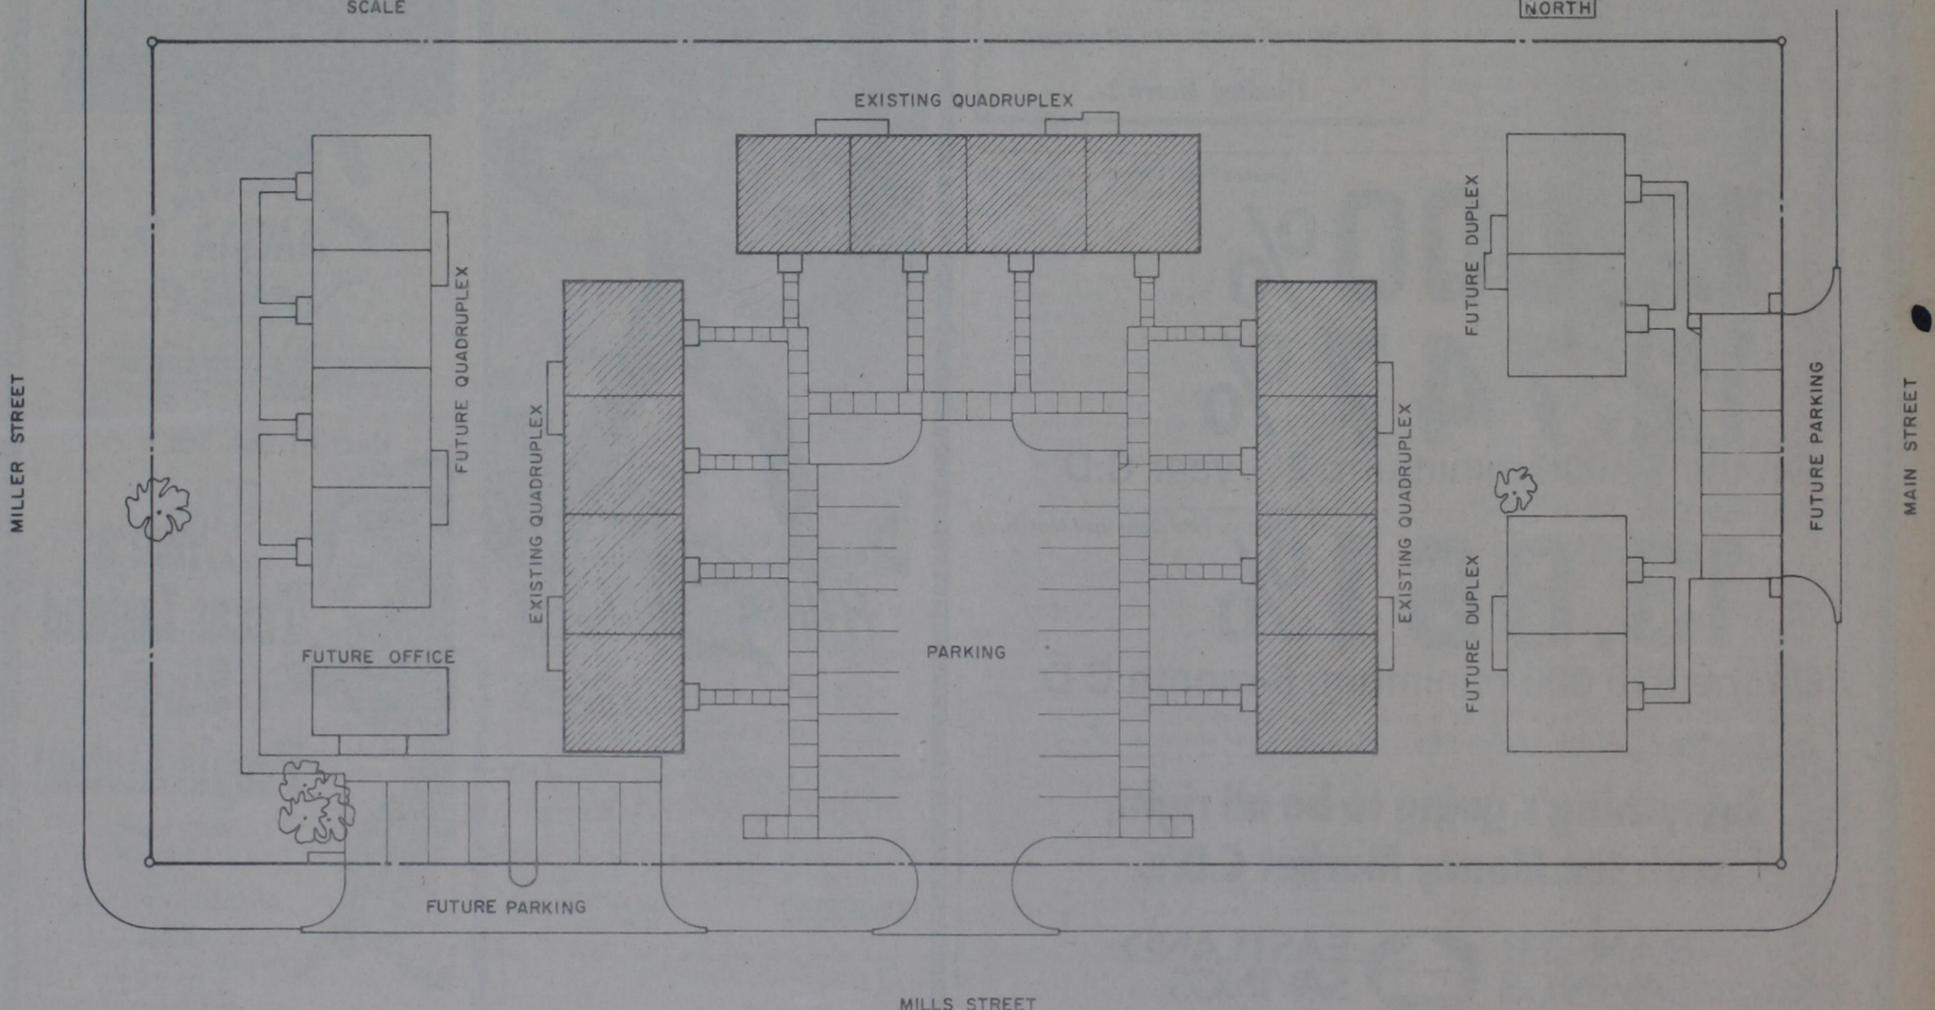 SCALE
NORTH
EXISTING QUADRUPLEX
MILLER STREET
FUTURE QUADRUPLEX
EXISTING QUADRUPLEX
PARKING
EXISTING QUADRUPLEX
FUTURE DUPLEX
FUTURE DUPLEX
FUTURE PARKING
MAIN STREET
FUTURE OFFICE
FUTURE PARKING
MILLS STREET